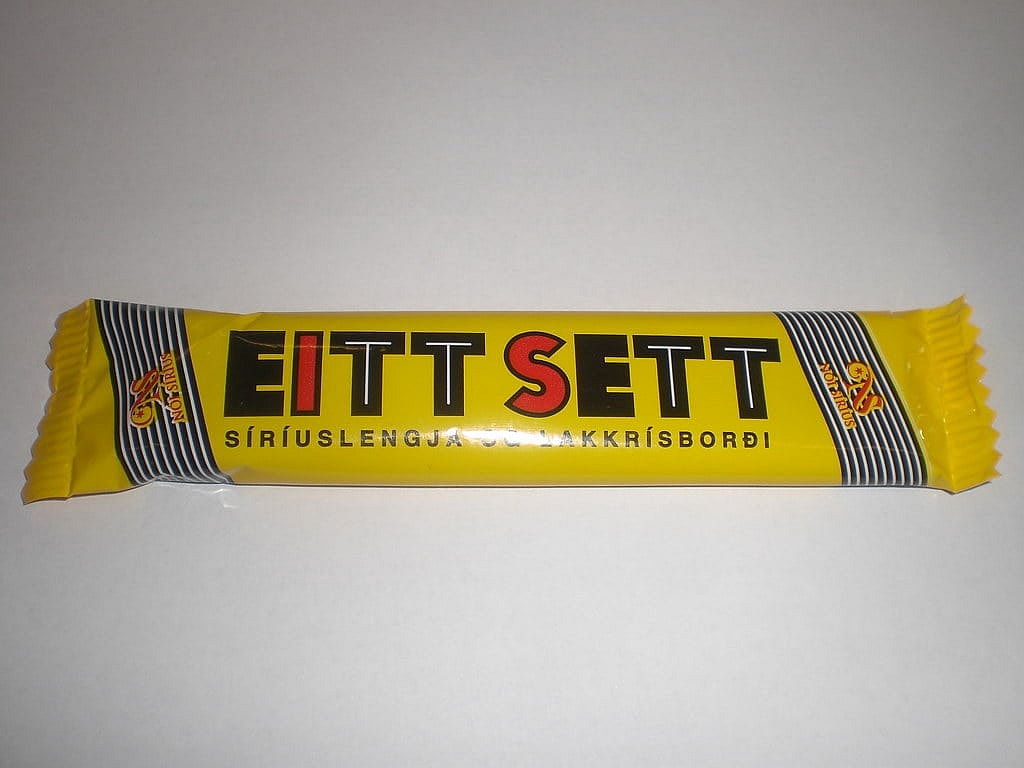 EITT SETT
SÍRÍUSLENGJA OG LAKKRÍSBORÐI
NÓI SÍRÍUS
NÓI SÍRÍUS